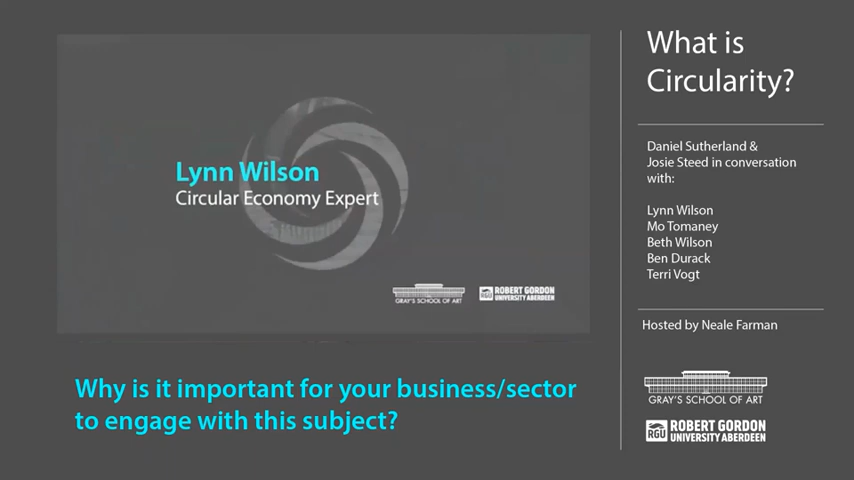 Lynn Wilson
Circular Economy Expert
GRAY'S SCHOOL OF ART
RGU
ROBERT GORDON
UNIVERSITY ABERDEEN
Why is it important for your business/sector
to engage with this subject?
What is
Circularity?
Daniel Sutherland &
Josie Steed in conversation
with:
Lynn Wilson
Mo Tomaney
Beth Wilson
Ben Durack
Terri Vogt
Hosted by Neale Farman
GRAY'S SCHOOL OF ART
RGU
ROBERT GORDON
UNIVERSITY ABERDEEN